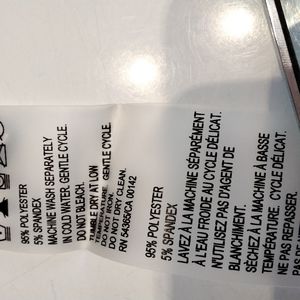 95% POLYESTER
5% SPANDEX
MACHINE WASH SEPARATELY
IN COLD WATER. GENTLE CYCLE.
DO NOT BLEACH.
TUMBLE DRY AT LOW
TEMPERATURE. GENTLE CYCLE.
DO NOT IRON.
DO NOT DRY CLEAN.
RN 54365/CA 00142
95% POLYESTER
5% SPANDEX
LAVEZ À LA MACHINE SÉPARÉMENT
À L'EAU FROIDE AU CYCLE DÉLICAT.
N'UTILISEZ PAS D'AGENT DE
BLANCHIMENT.
SÉCHEZ À LA MACHINE À BASSE
TEMPÉRATURE. CYCLE DÉLICAT.
NE PAS REPASSER.